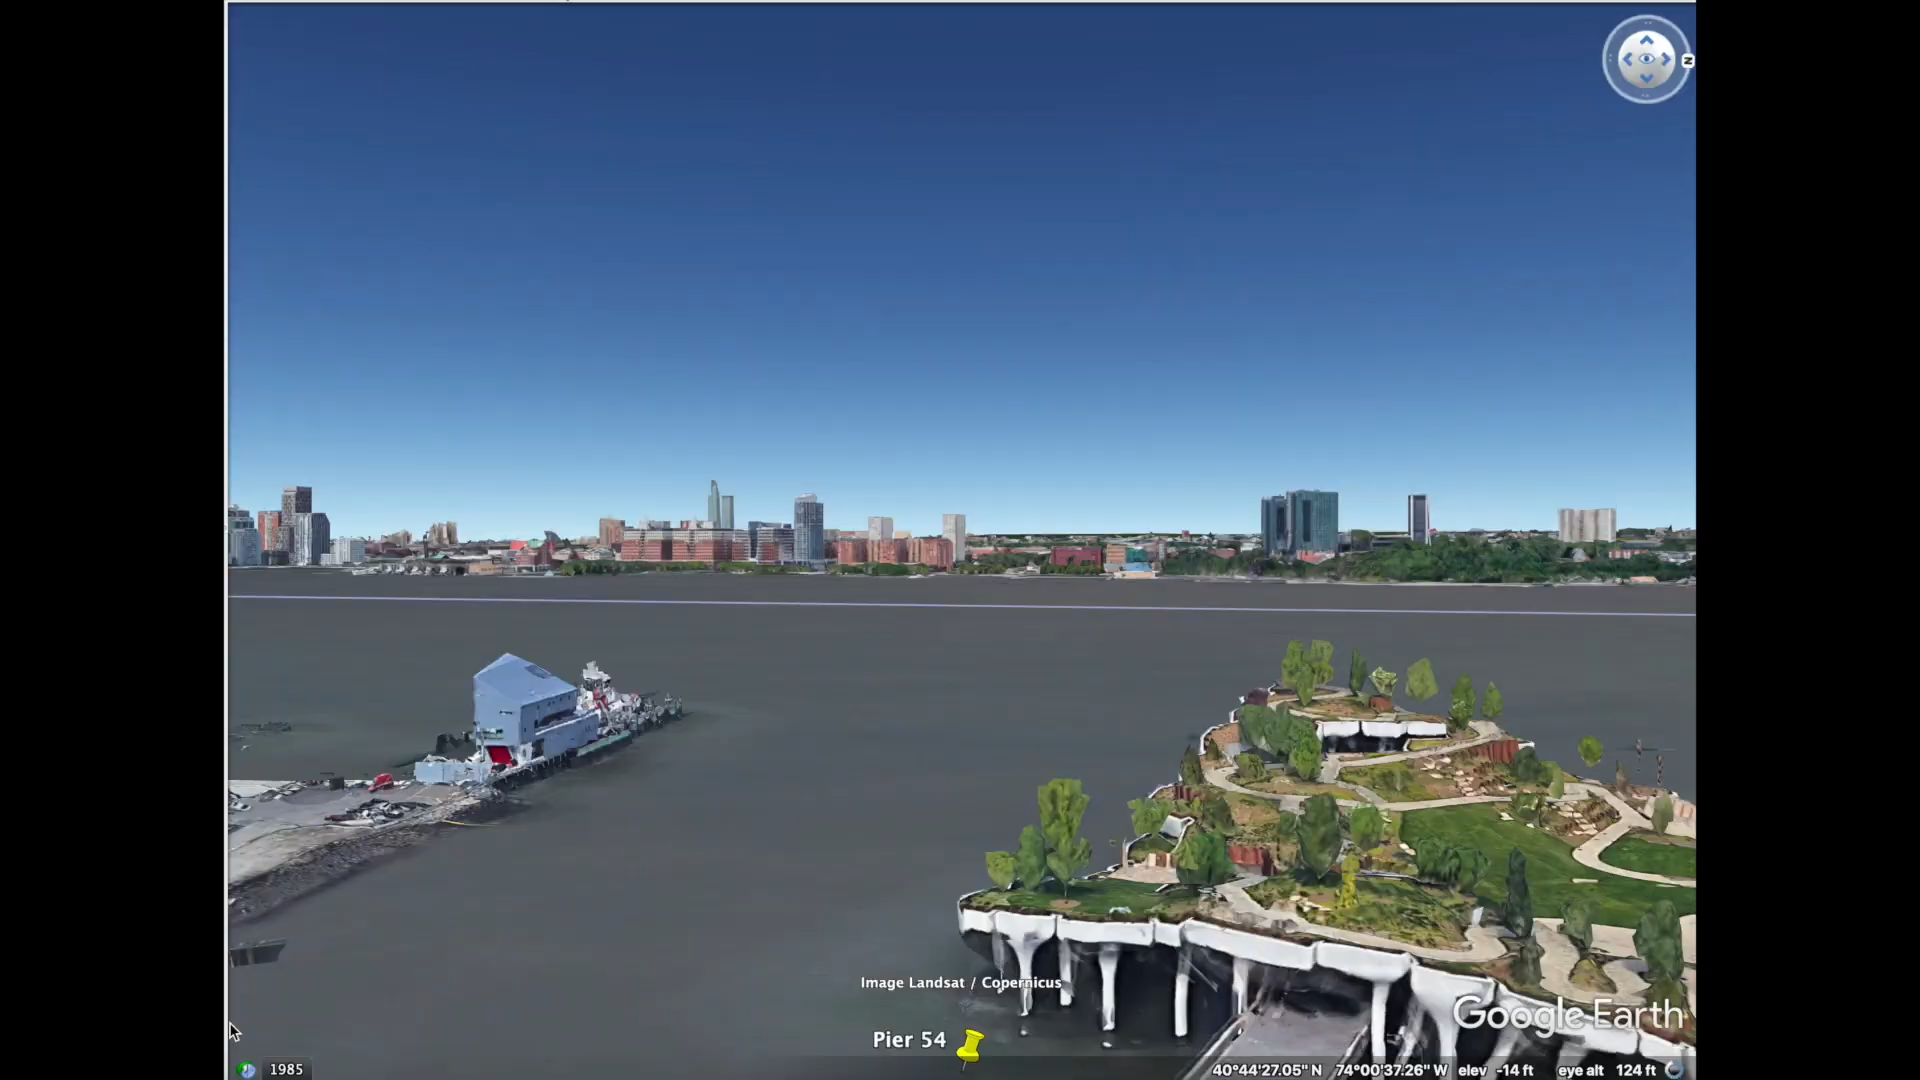 N
Image Landsat / Copernicus
Google Earth
Pier 54
1985
40°44'27.05" N 74°00'37.26" W elev -14 ft eye alt 124 ft